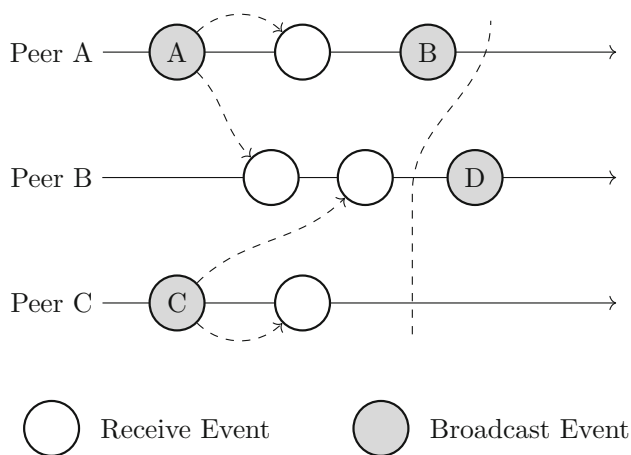 Peer A A B
Peer B D
Peer C C
Receive Event Broadcast Event